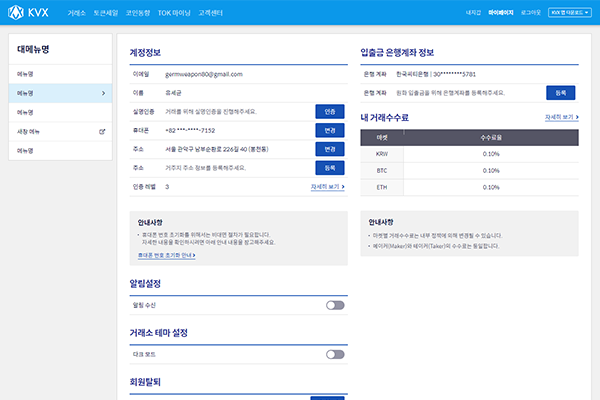 KVX 거래소 토큰세일 코인동향 TOK 마이닝 고객센터 내지갑 마이페이지 로그아웃 KVX 앱 다운로드
대메뉴명
메뉴명
메뉴명
메뉴명
사창 메뉴
메뉴명
계정정보
이메일 germweapon80@gmail.com
이름 유세균
실명인증 거래를 위해 실명인증을 진행해주세요. 인증
휴대폰 +82 ***-****-7152 변경
주소 서울 관악구 남부순환로 226길 40 (봉천동) 변경
주소 거주지 주소 정보를 등록해주세요. 등록
인증 레벨 3 자세히 보기
안내사항
휴대폰 번호 초기화를 위해서는 비대면 절차가 필요합니다.
자세한 내용을 확인하시려면 아래 안내 내용을 참고해주세요.
휴대폰 번호 초기화 안내
알림설정
알림 수신
거래소 테마 설정
다크 모드
회원탈퇴
입출금 은행계좌 정보
은행 계좌 한국씨티은행 | 30********5781
은행 계좌 원화 입출금을 위해 은행계좌를 등록해주세요. 등록
내 거래수수료 자세히 보기
마켓 수수료율
KRW 0.10%
BTC 0.10%
ETH 0.10%
안내사항
마켓별 거래수수료는 내부 정책에 의해 변경될 수 있습니다.
메이커(Maker)와 테이커(Taker)의 수수료는 동일합니다.